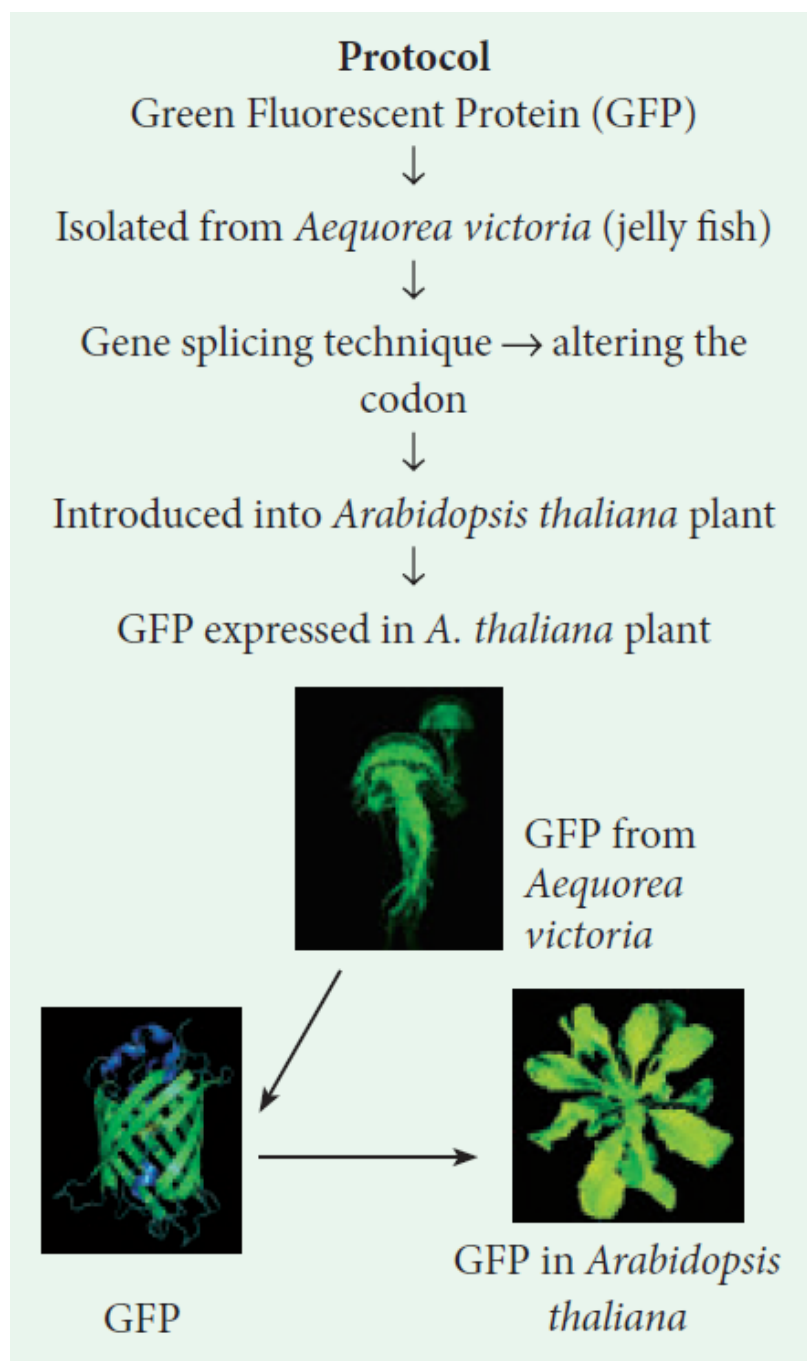 Protocol
Green Fluorescent Protein (GFP)
↓
Isolated from Aequorea victoria (jelly fish)
↓
Gene splicing technique → altering the
codon
↓
Introduced into Arabidopsis thaliana plant
↓
GFP expressed in A. thaliana plant
GFP from
Aequorea
victoria
GFP
GFP in Arabidopsis
thaliana